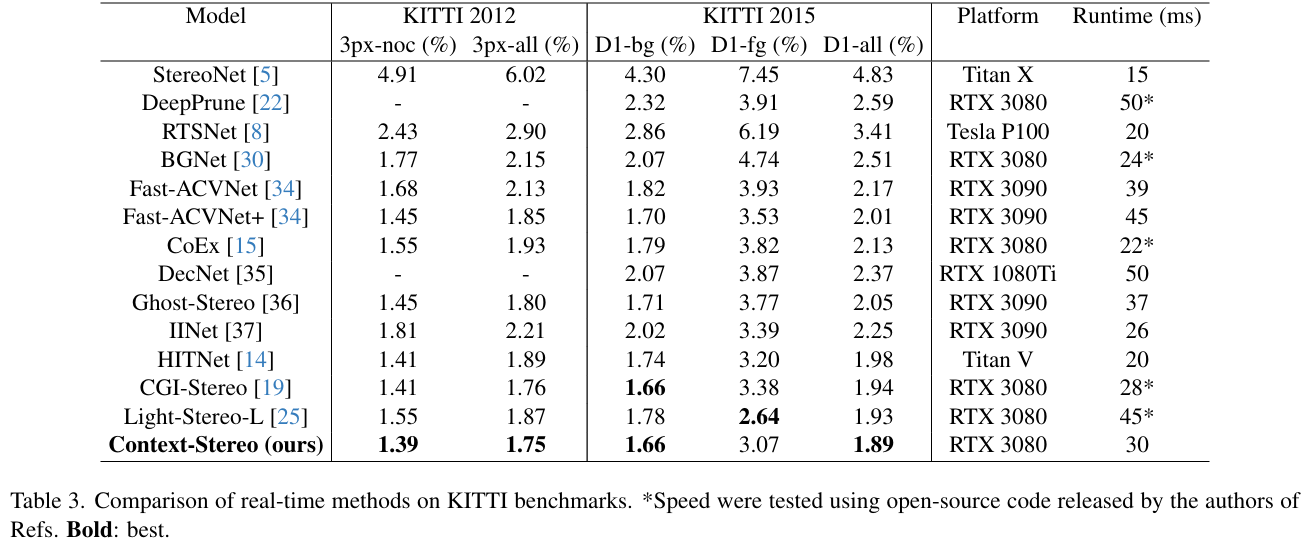 Model KITTI 2012 KITTI 2015 Platform Runtime (ms)
3px-noc (%) 3px-all (%) D1-bg (%) D1-fg (%) D1-all (%)
StereoNet [5] 4.91 6.02 4.30 7.45 4.83 Titan X 15
DeepPrune [22] - - 2.32 3.91 2.59 RTX 3080 50*
RTSNet [8] 2.43 2.90 2.86 6.19 3.41 Tesla P100 20
BGNet [30] 1.77 2.15 2.07 4.74 2.51 RTX 3080 24*
Fast-ACVNet [34] 1.68 2.13 1.82 3.93 2.17 RTX 3090 39
Fast-ACVNet+ [34] 1.45 1.85 1.70 3.53 2.01 RTX 3090 45
CoEx [15] 1.55 1.93 1.79 3.82 2.13 RTX 3080 22*
DecNet [35] - - 2.07 3.87 2.37 RTX 1080Ti 50
Ghost-Stereo [36] 1.45 1.80 1.71 3.77 2.05 RTX 3090 37
IINet [37] 1.81 2.21 2.02 3.39 2.25 RTX 3090 26
HITNet [14] 1.41 1.89 1.74 3.20 1.98 Titan V 20
CGI-Stereo [19] 1.41 1.76 1.66 3.38 1.94 RTX 3080 28*
Light-Stereo-L [25] 1.55 1.87 1.78 2.64 1.93 RTX 3080 45*
Context-Stereo (ours) 1.39 1.75 1.66 3.07 1.89 RTX 3080 30
Table 3. Comparison of real-time methods on KITTI benchmarks. *Speed were tested using open-source code released by the authors of
Refs. Bold: best.